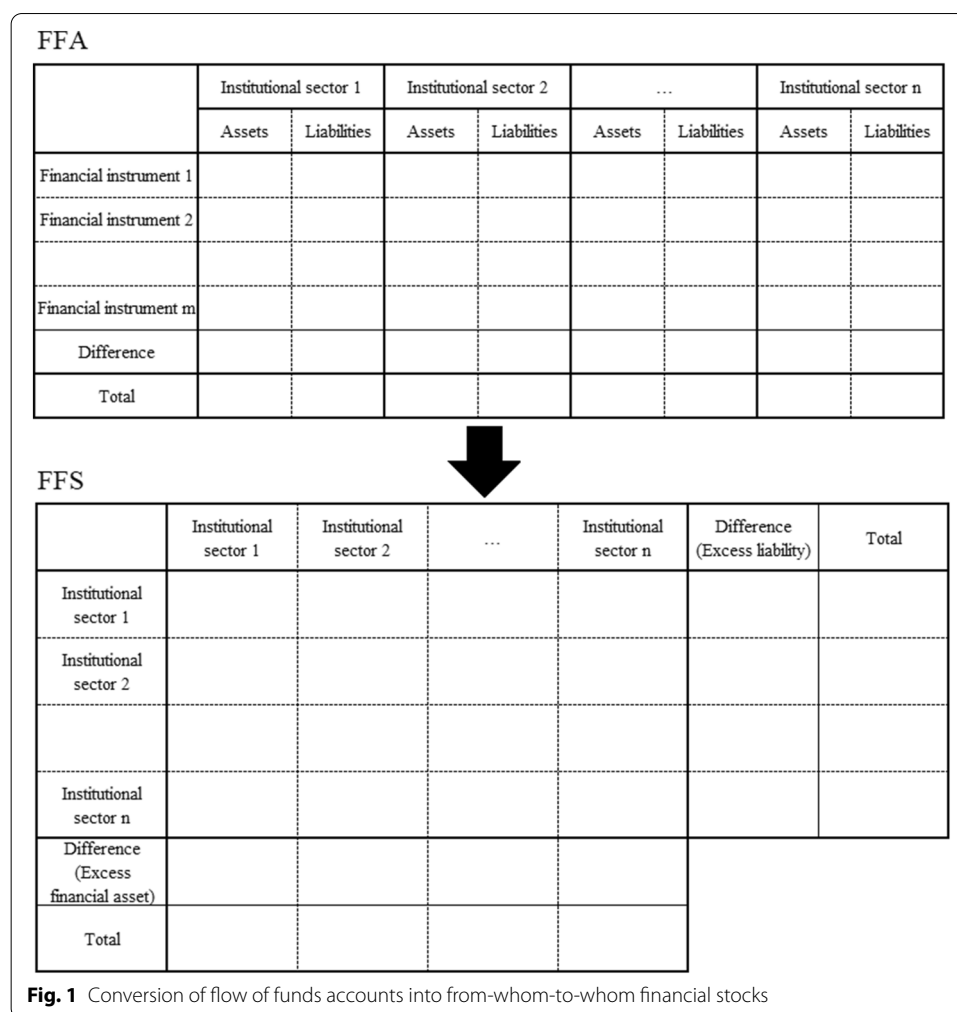 FFA
Institutional sector 1 Institutional sector 2 … Institutional sector n
Assets Liabilities Assets Liabilities Assets Liabilities Assets Liabilities
Financial instrument 1
Financial instrument 2
Financial instrument m
Difference
Total
FFS
Institutional Institutional … Institutional Difference Total
sector 1 sector 2 sector n (Excess liability)
Institutional
sector 1
Institutional
sector 2
Institutional
sector n
Difference
(Excess
financial asset)
Total
Fig. 1 Conversion of flow of funds accounts into from-whom-to-whom financial stocks